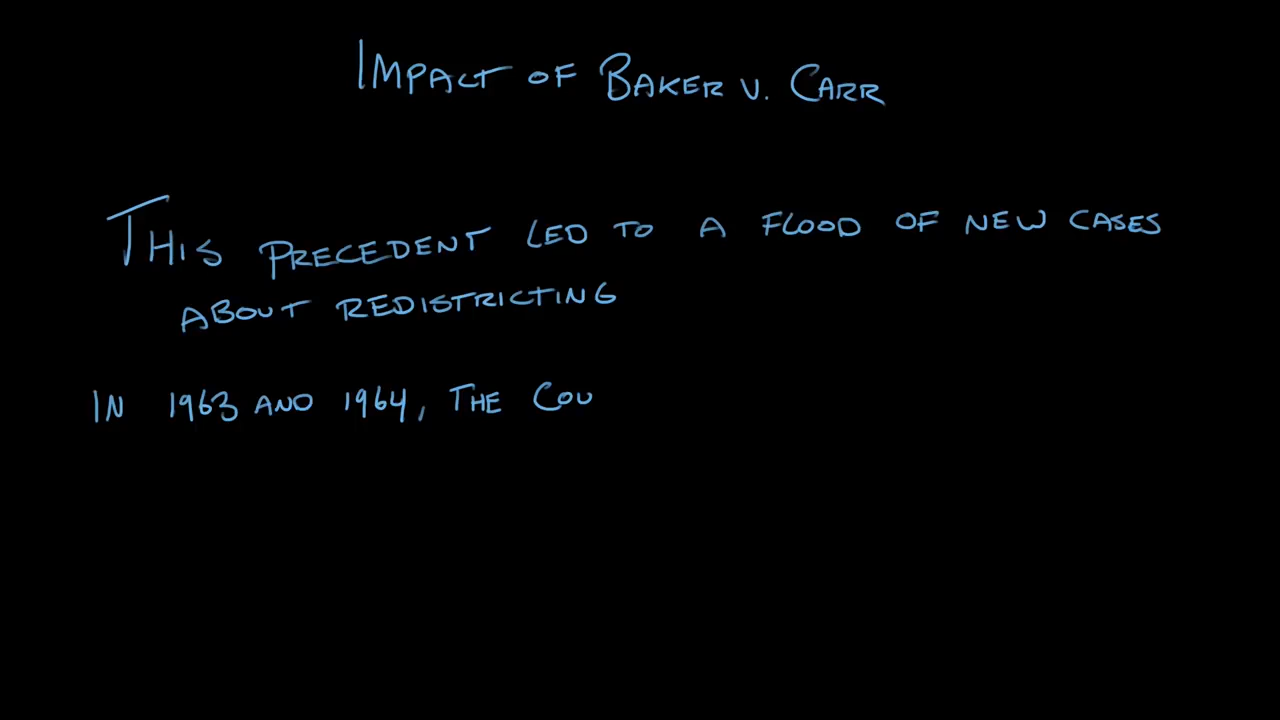 IMPACT OF BAKER V. CARR
THIS PRECEDENT LED TO A FLOOD OF NEW CASES
ABOUT REDISTRICTING
IN 1963 AND 1964, THE COU